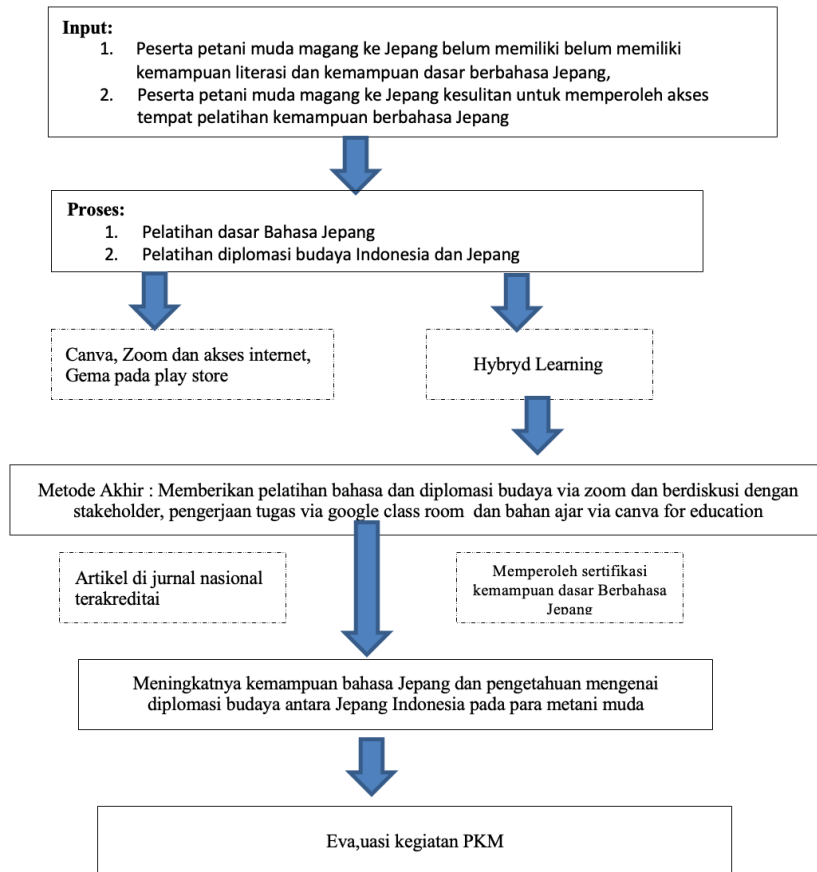 Input:
1. Peserta petani muda magang ke Jepang belum memiliki belum memiliki
kemampuan literasi dan kemampuan dasar berbahasa Jepang,
2. Peserta petani muda magang ke Jepang kesulitan untuk memperoleh akses
tempat pelatihan kemampuan berbahasa Jepang
Proses:
1. Pelatihan dasar Bahasa Jepang
2. Pelatihan diplomasi budaya Indonesia dan Jepang
Canva, Zoom dan akses internet,
Gema pada play store
Hybryd Learning
Metode Akhir : Memberikan pelatihan bahasa dan diplomasi budaya via zoom dan berdiskusi dengan
stakeholder, pengerjaan tugas via google class room dan bahan ajar via canva for education
Artikel di jurnal nasional
terakreditai
Memperoleh sertifikasi
kemampuan dasar Berbahasa
Jepang
Meningkatnya kemampuan bahasa Jepang dan pengetahuan mengenai
diplomasi budaya antara Jepang Indonesia pada para metani muda
Eva,uasi kegiatan PKM